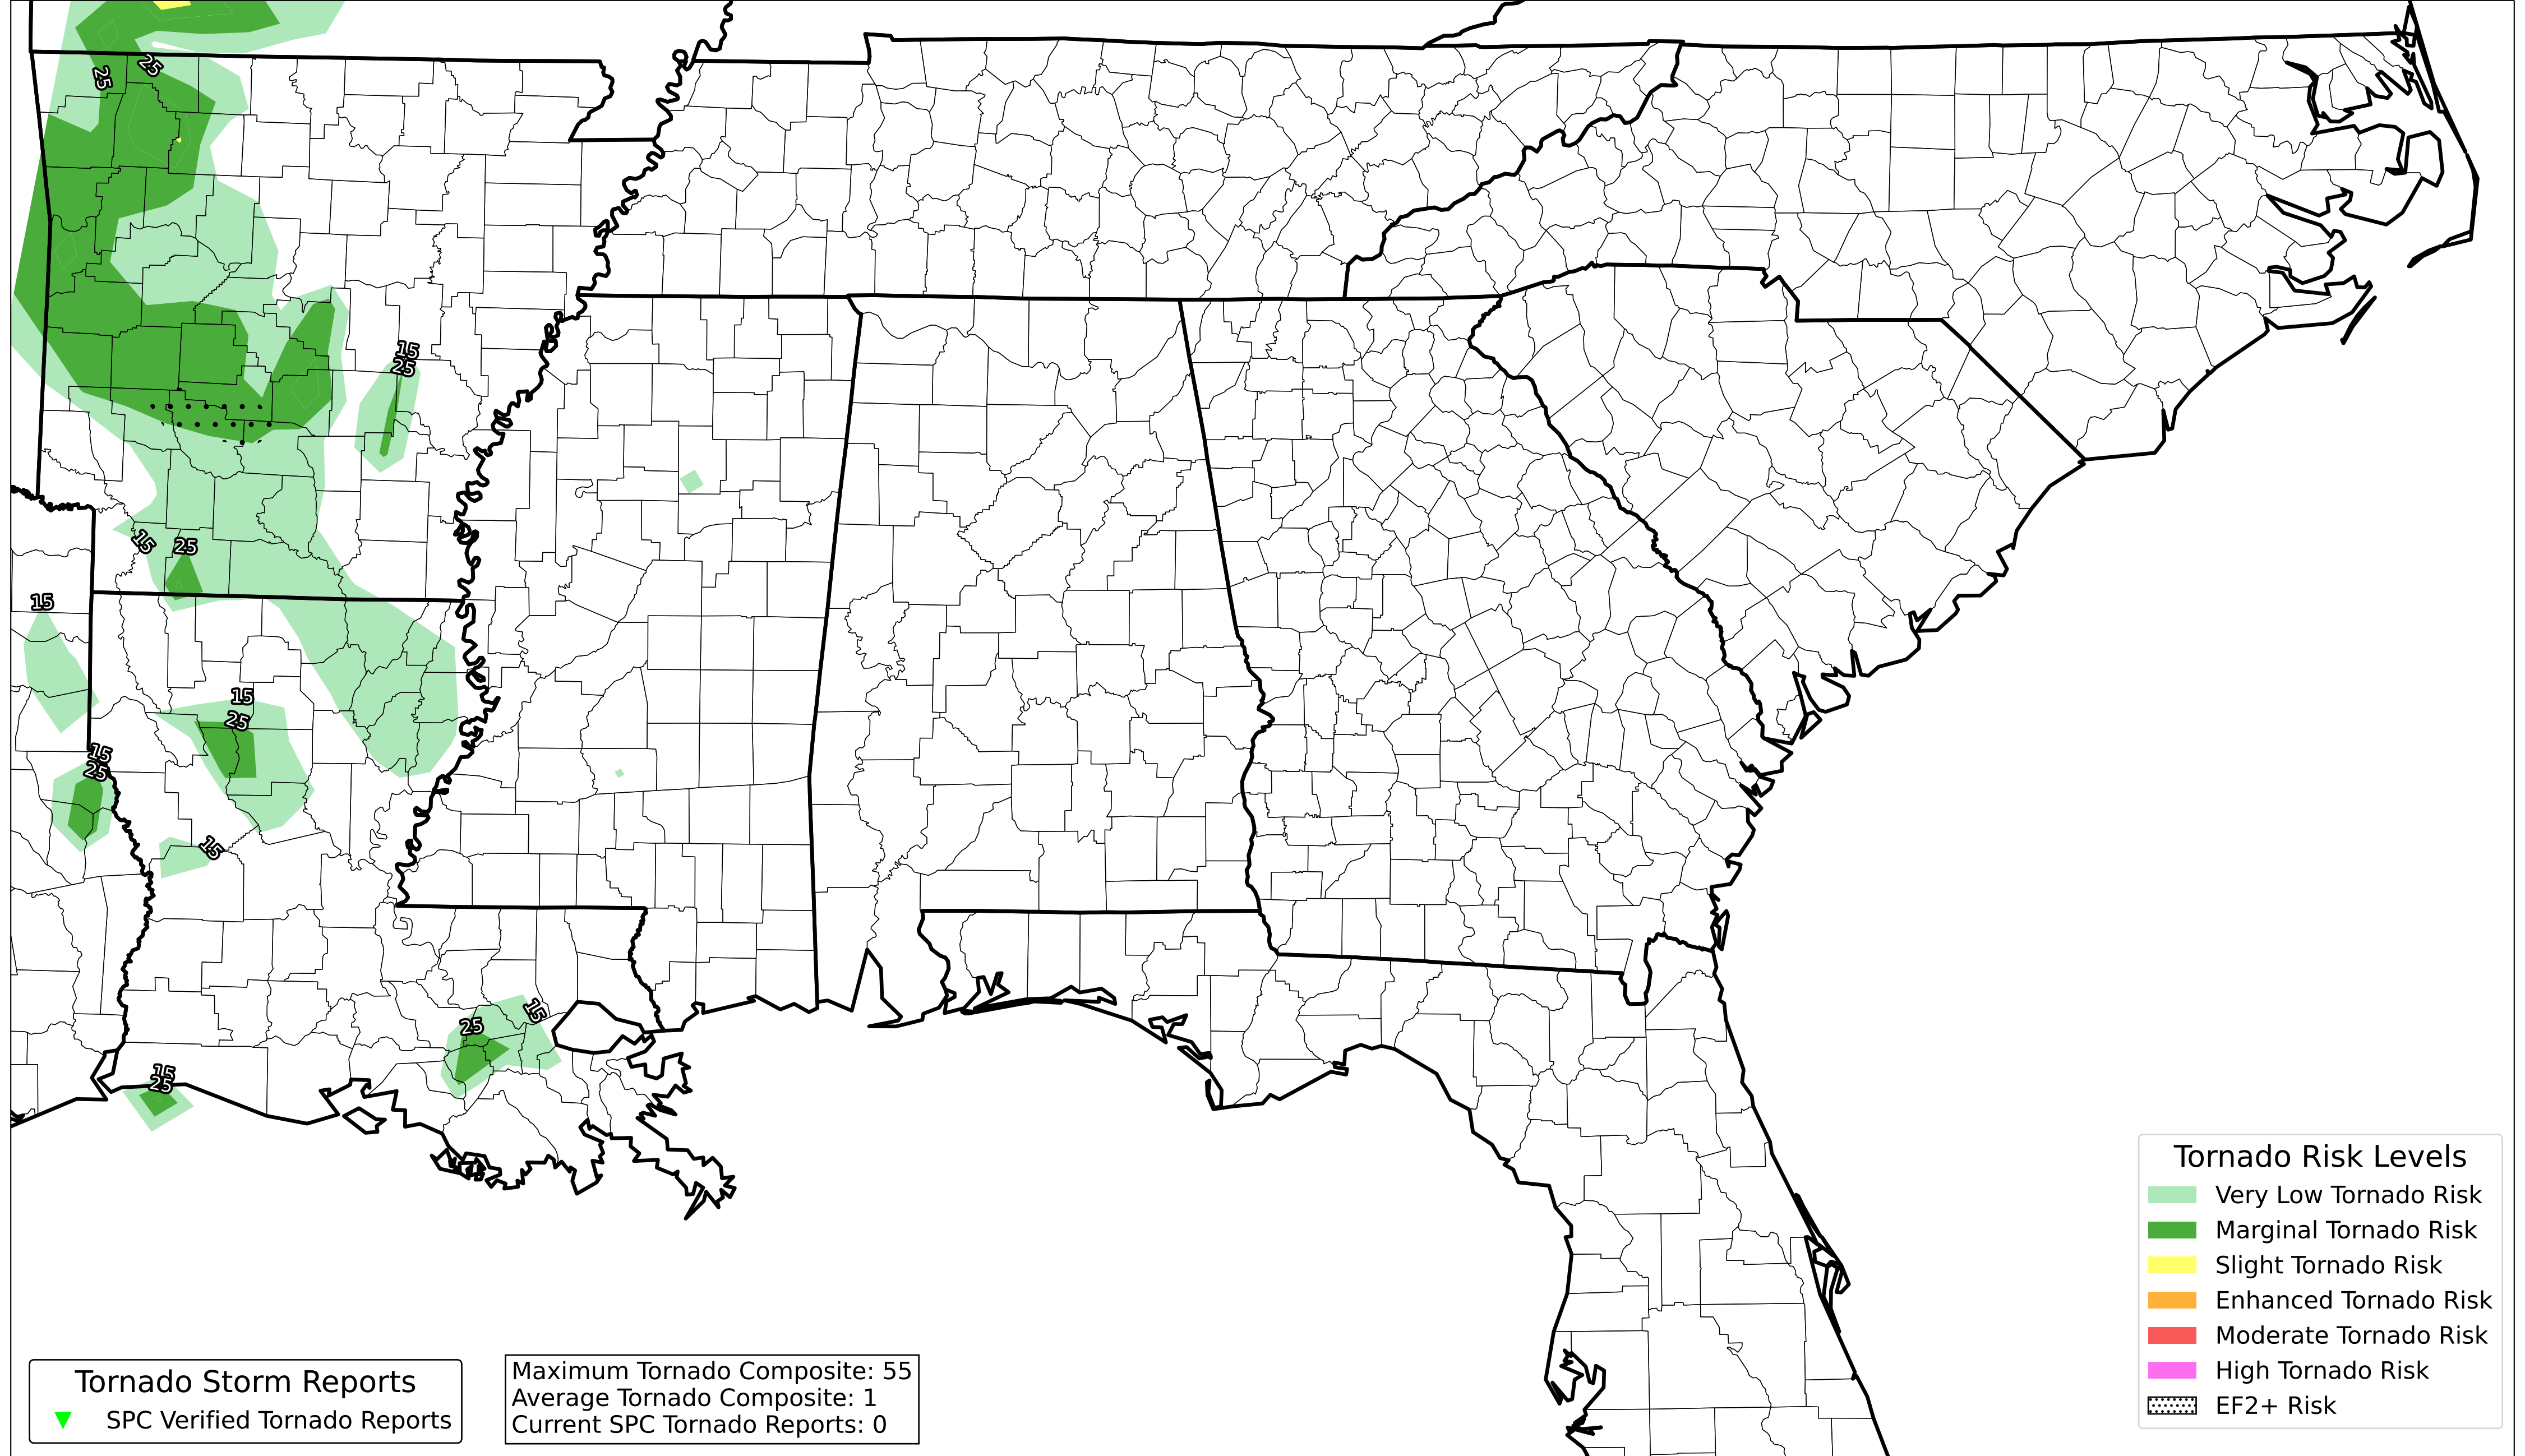 25
25
15
25
15
25
15
15
25
15
25
15
15
25
15
25
15
Tornado Storm Reports
SPC Verified Tornado Reports
Maximum Tornado Composite: 55
Average Tornado Composite: 1
Current SPC Tornado Reports: 0
Tornado Risk Levels
Very Low Tornado Risk
Marginal Tornado Risk
Slight Tornado Risk
Enhanced Tornado Risk
Moderate Tornado Risk
High Tornado Risk
EF2+ Risk